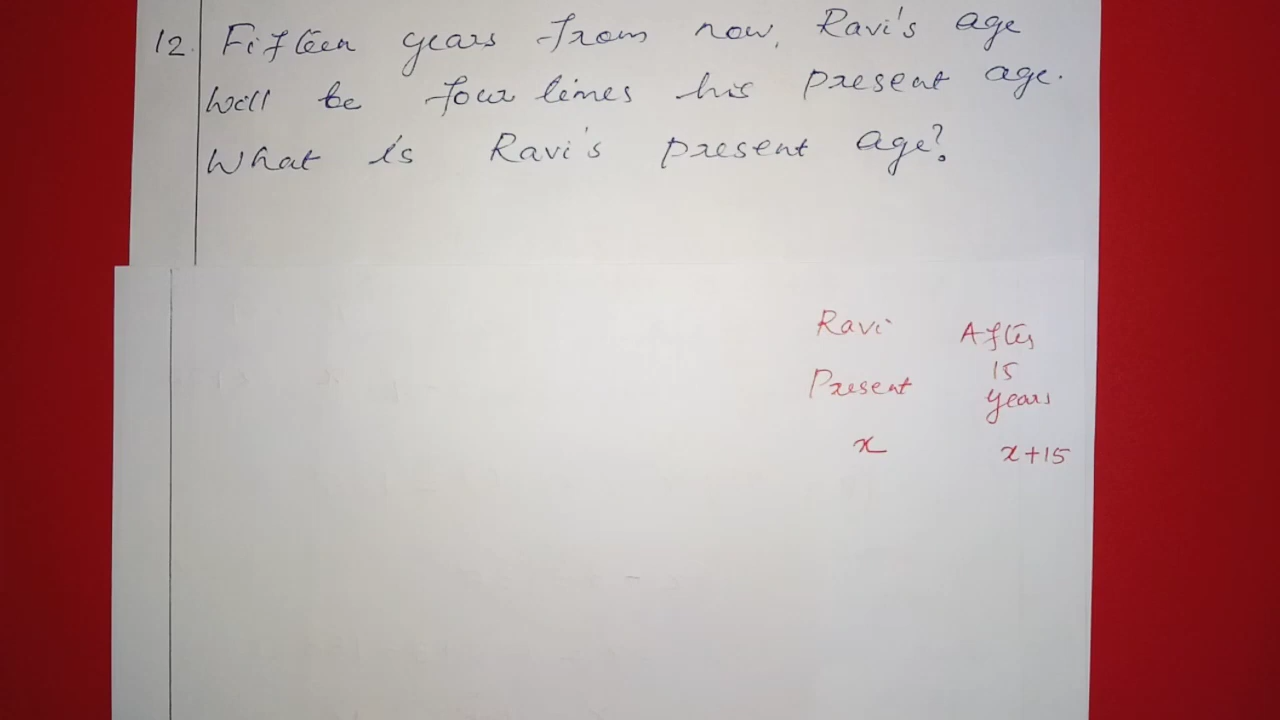 12. Fifteen years from now, Ravi's age
will be four times his present age.
What is Ravi's present age?
Ravi After
15
Present years
x x+15